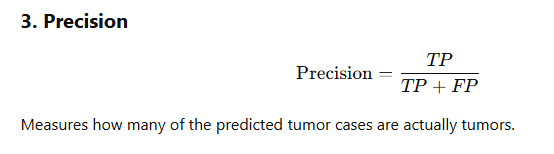 3. Precision
Precision = TP / TP + FP
Measures how many of the predicted tumor cases are actually tumors.